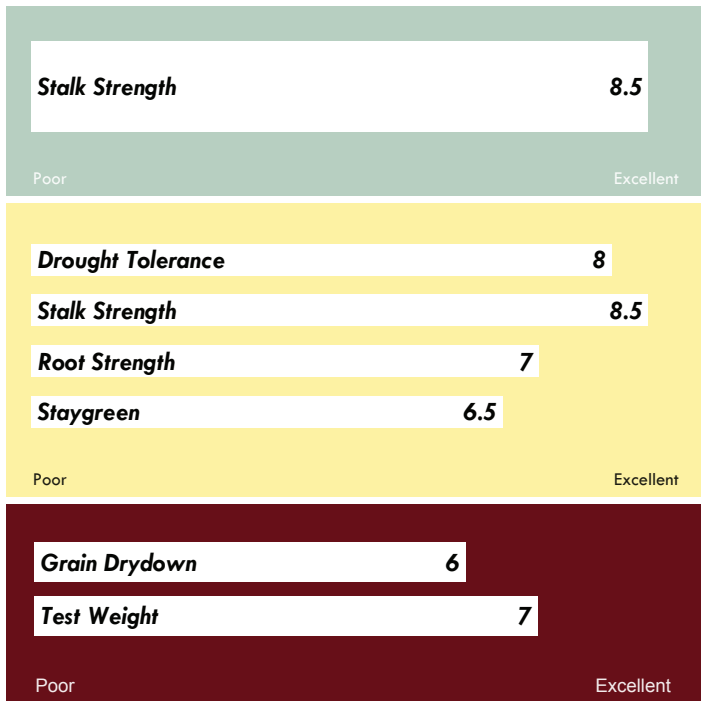 Stalk Strength 8.5
Poor Excellent
Drought Tolerance 8
Stalk Strength 8.5
Root Strength 7
Staygreen 6.5
Poor Excellent
Grain Drydown 6
Test Weight 7
Poor Excellent